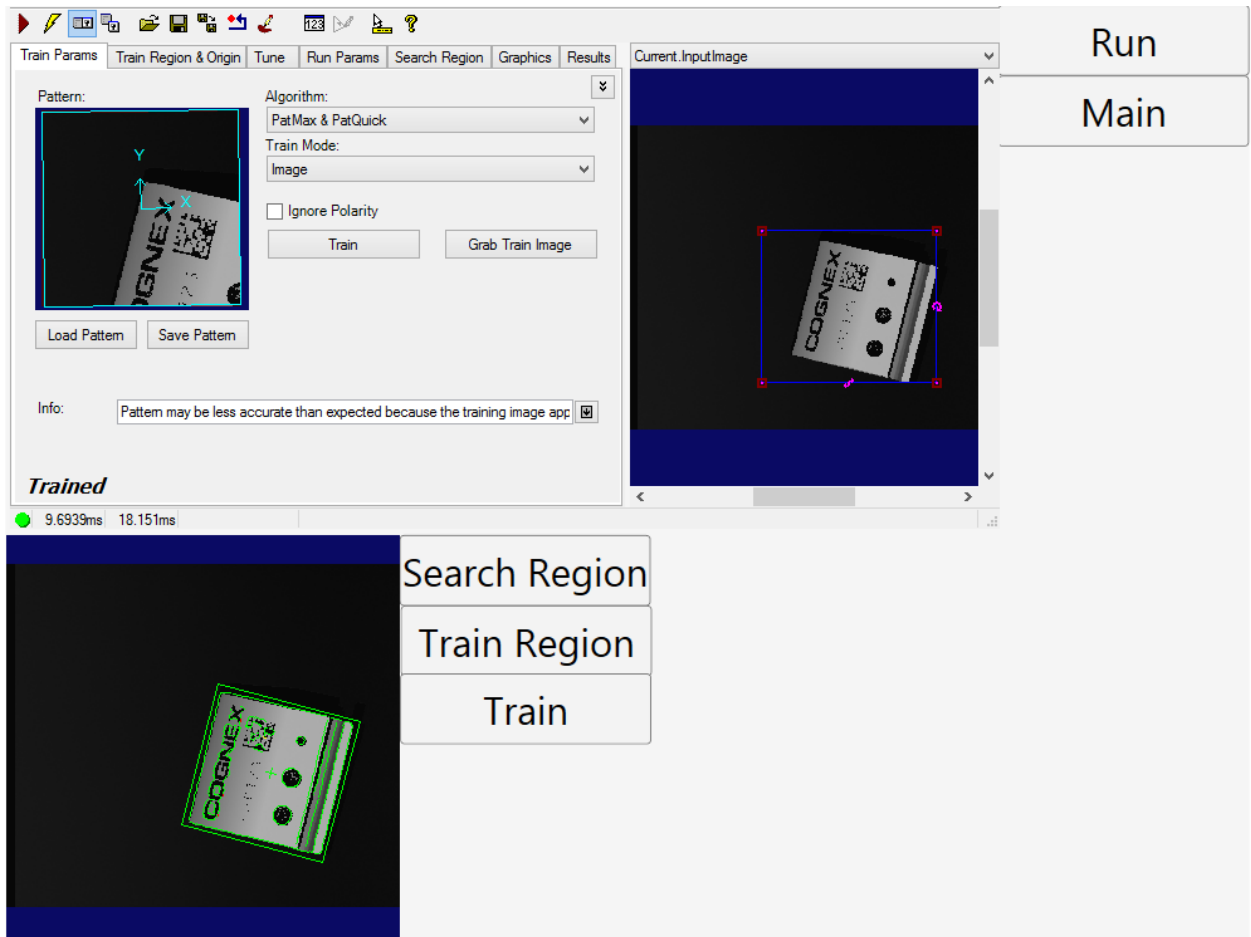 Train Params
Train Region & Origin
Tune
Run Params
Search Region
Graphics
Results
Current.InputImage
Run
Main
Pattern:
Algorithm:
PatMax & PatQuick
Train Mode:
Image
Ignore Polarity
Train
Grab Train Image
Y
X
COGNEX
Load Pattern
Save Pattern
COGNEX
Info:
Pattern may be less accurate than expected because the training image app
Trained
9.6939ms
18.151ms
Search Region
Train Region
Train
COGNEX